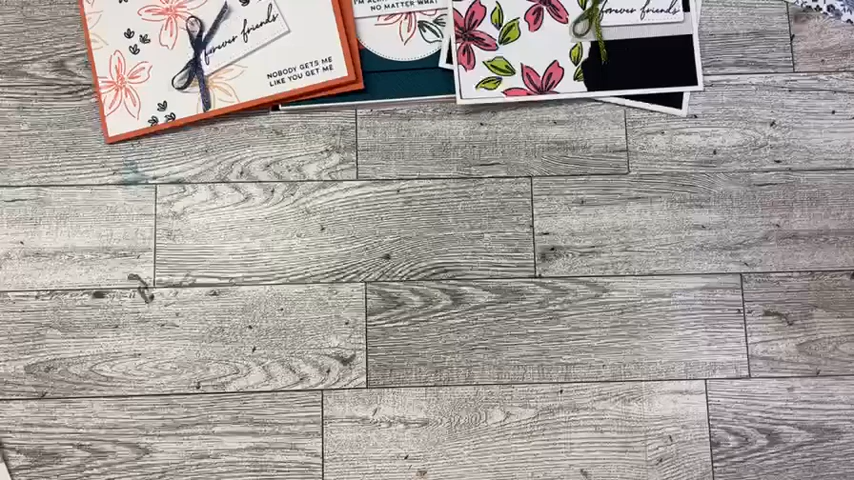 forever friends
NOBODY GETS ME
LIKE YOU GET ME
NO MATTER WHAT
forever friends